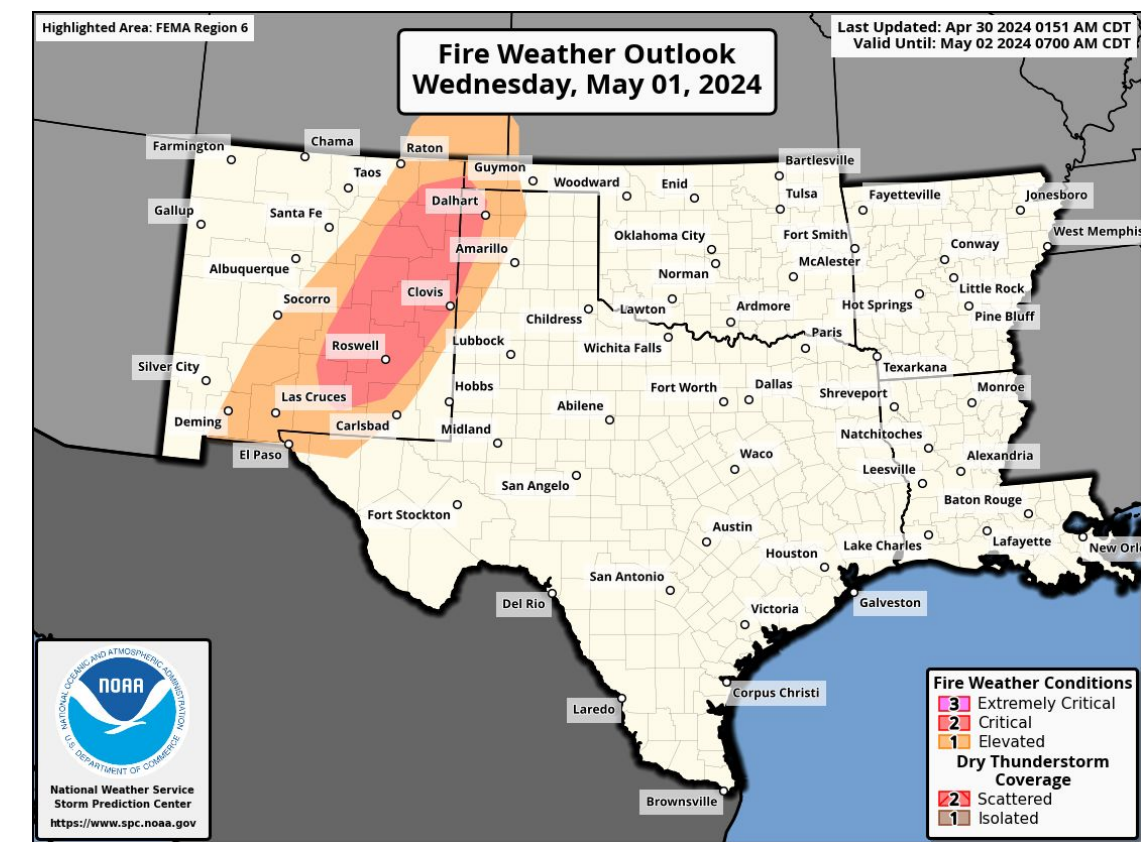 Highlighted Area: FEMA Region 6
Last Updated: Apr 30 2024 0151 AM CDT
Valid Until: May 02 2024 0700 AM CDT
Fire Weather Outlook
Wednesday, May 01, 2024
Farmington
Chama
Raton
Taos
Guymon
Woodward
Enid
Bartlesville
Tulsa
Fayetteville
Jonesboro
Gallup
Santa Fe
Dalhart
Oklahoma City
Fort Smith
West Memphis
Amarillo
Conway
Albuquerque
Norman
McAlester
Socorro
Clovis
Little Rock
Childress
Lawton
Ardmore
Hot Springs
Pine Bluff
Roswell
Lubbock
Wichita Falls
Paris
Silver City
Texarkana
Hobbs
Fort Worth
Dallas
Shreveport
Monroe
Las Cruces
Abilene
Deming
Carlsbad
Midland
Natchitoches
El Paso
Waco
Leesville
Alexandria
San Angelo
Baton Rouge
Fort Stockton
Austin
Houston
Lake Charles
Lafayette
New Orl
San Antonio
Del Rio
Victoria
Galveston
Corpus Christi
Laredo
Brownsville
NATIONAL OCEANIC AND ATMOSPHERIC ADMINISTRATION
NOAA
U.S. DEPARTMENT OF COMMERCE
National Weather Service
Storm Prediction Center
https://www.spc.noaa.gov
Fire Weather Conditions
3 Extremely Critical
2 Critical
1 Elevated
Dry Thunderstorm
Coverage
2 Scattered
1 Isolated